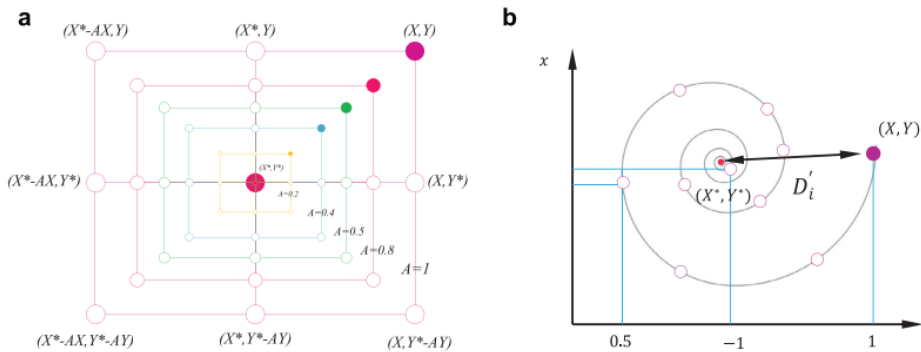 a
(X*-AX,Y)
(X*,Y)
(X,Y)
(X*,Y*)
(X*-AX,Y*)
(X,Y*)
A=0.2
A=0.4
A=0.5
A=0.8
A=1
(X*-AX,Y*-AY)
(X*,Y*-AY)
(X,Y*-AY)
b
x
(X,Y)
(X*,Y*)
D'i
0.5
−1
1